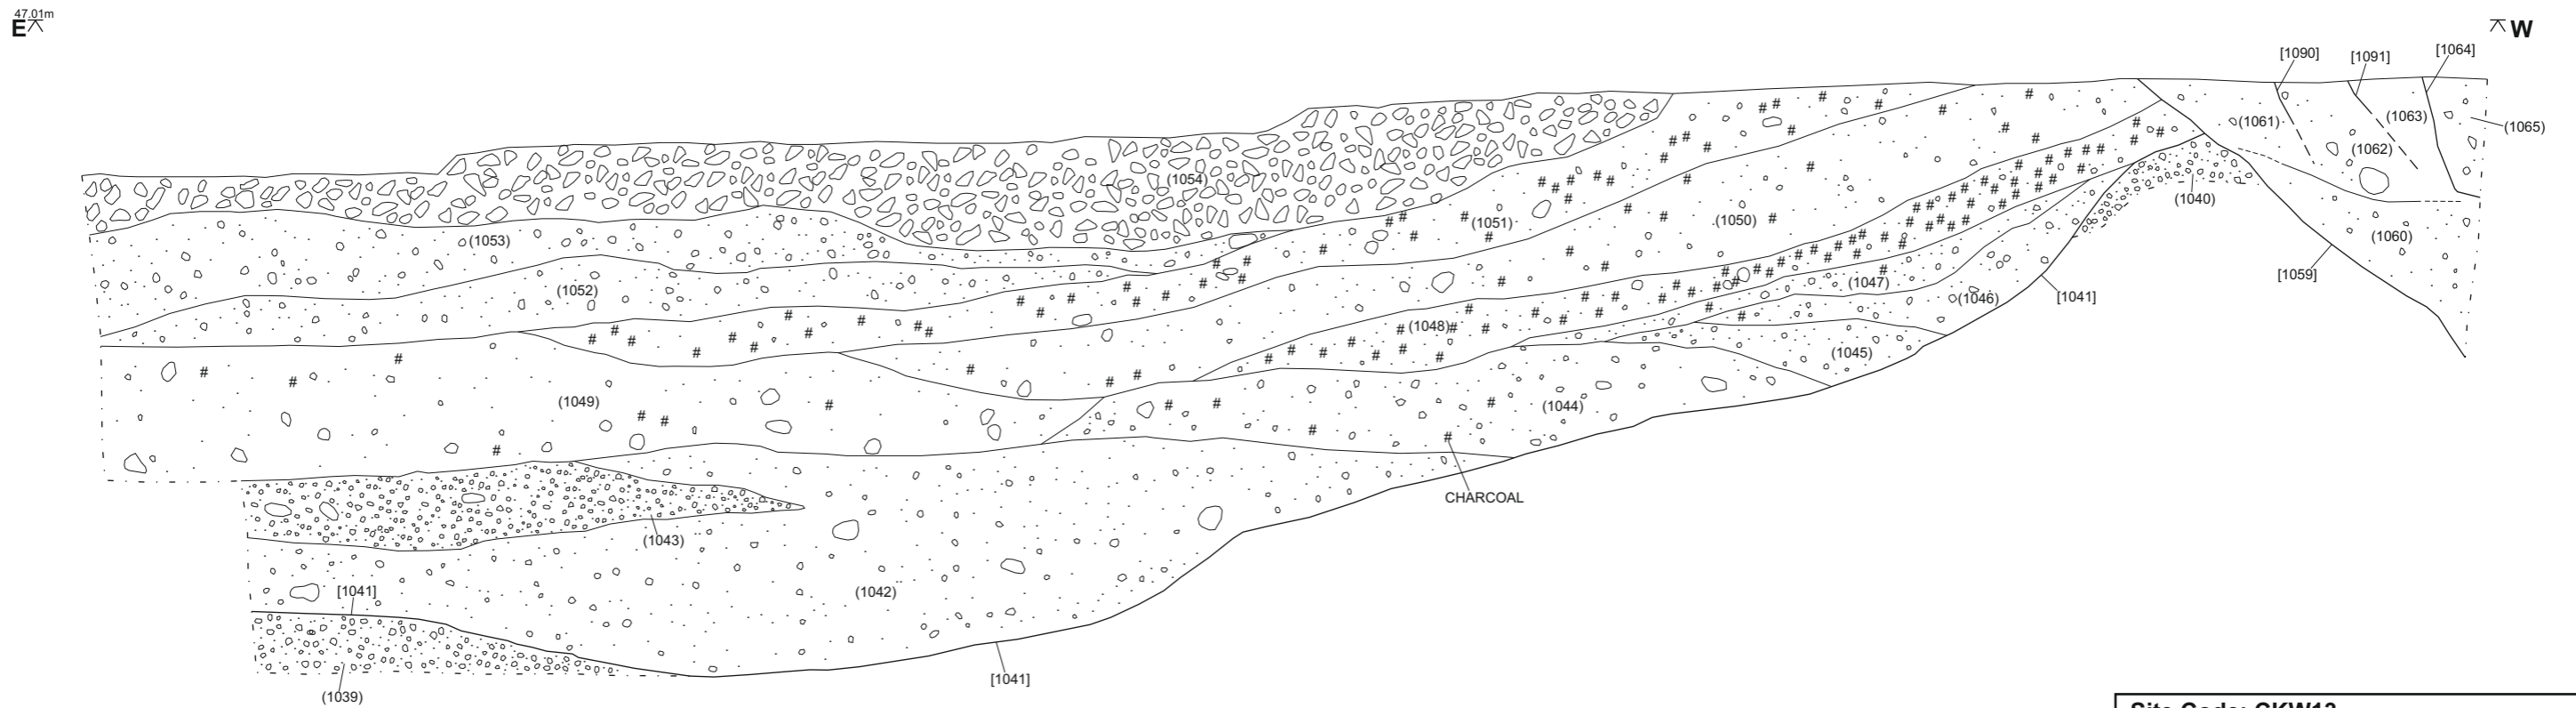 47.01m
E W
[1090] [1091] [1064]
(1061) (1063) (1065)
(1062)
(1054)
(1040)
(1053) (1051) (1050) (1060)
[1059]
(1052) (1047)
(1046) [1041]
(1048)
(1045)
(1049) (1044)
CHARCOAL
(1043)
[1041] (1042)
[1041]
(1039)